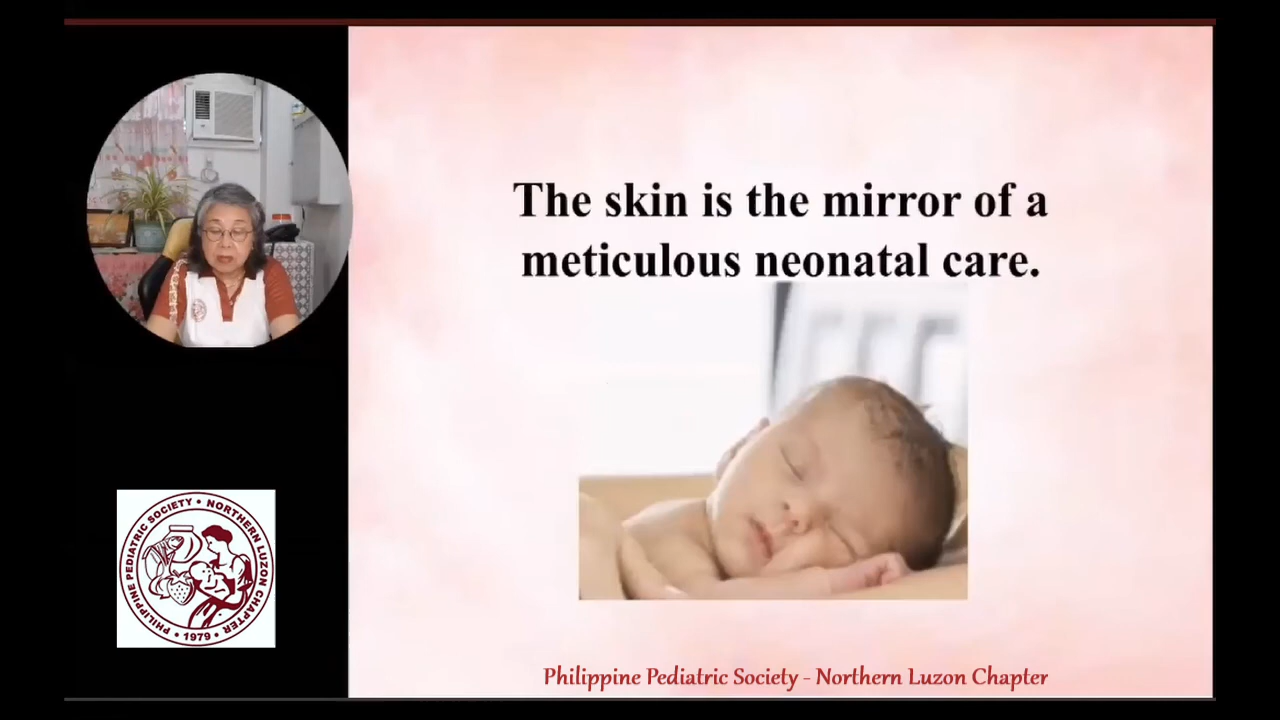 The skin is the mirror of a
meticulous neonatal care.
PHILIPPINE PEDIATRIC SOCIETY • NORTHERN LUZON CHAPTER
• 1979 •
Philippine Pediatric Society - Northern Luzon Chapter